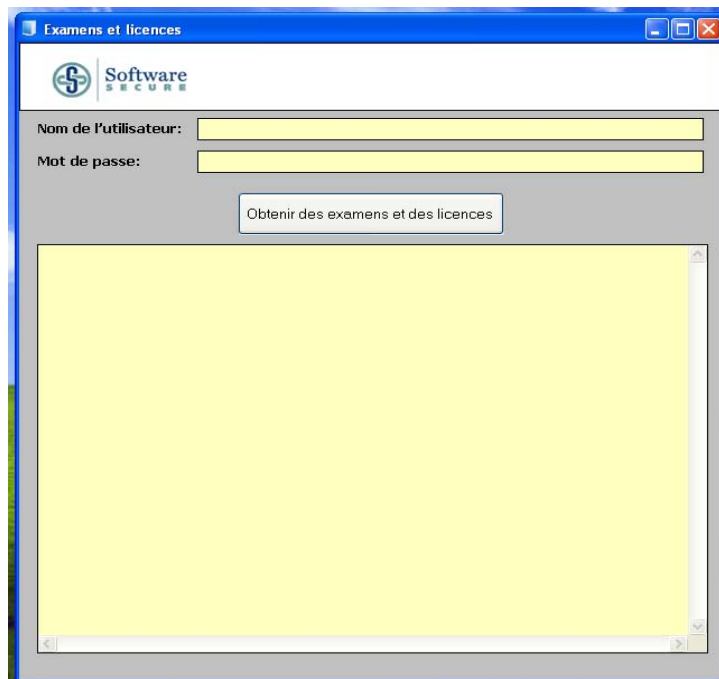 Examens et licences
Software
SECURE
Nom de l'utilisateur:
Mot de passe:
Obtenir des examens et des licences